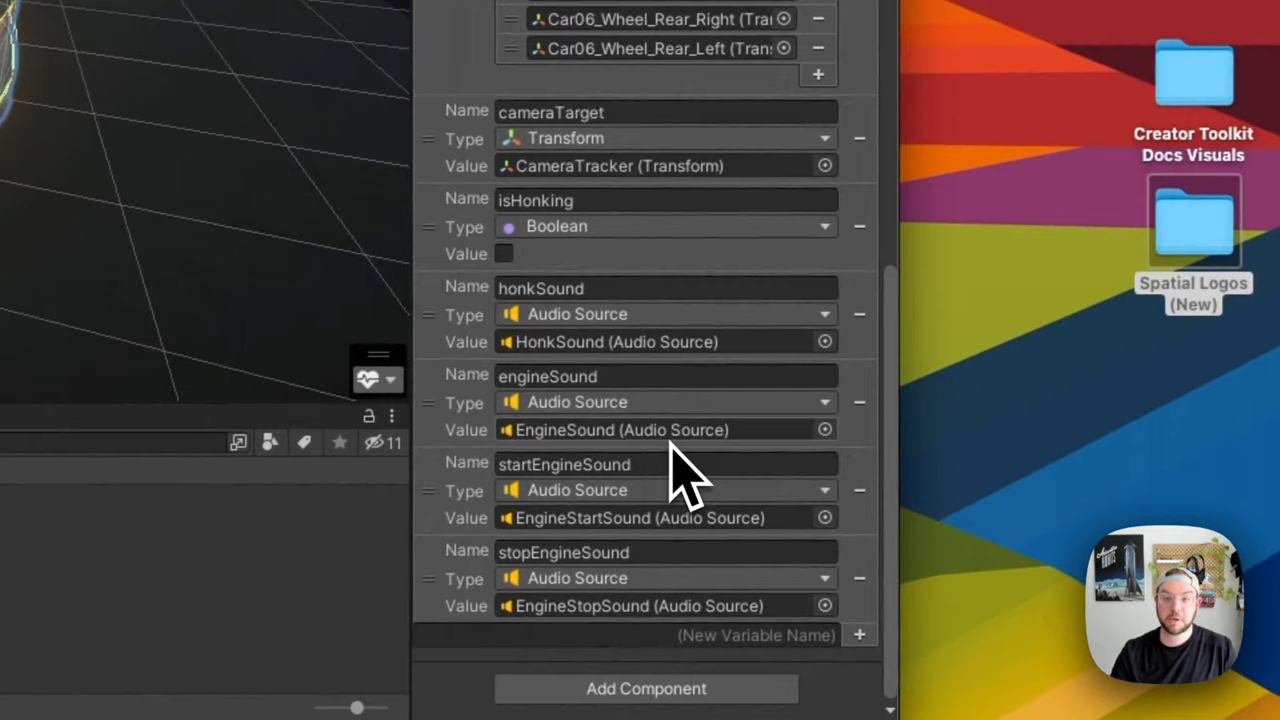 Car06_Wheel_Rear_Right (Tra
Car06_Wheel_Rear_Left (Trans
+
Name cameraTarget
Type Transform
Value CameraTracker (Transform)
Name isHonking
Type Boolean
Value
Name honkSound
Type Audio Source
Value HonkSound (Audio Source)
Name engineSound
Type Audio Source
Value EngineSound (Audio Source)
Name startEngineSound
Type Audio Source
Value EngineStartSound (Audio Source)
Name stopEngineSound
Type Audio Source
Value EngineStopSound (Audio Source)
(New Variable Name) +
Add Component
11
Creator Toolkit
Docs Visuals
Spatial Logos
(New)